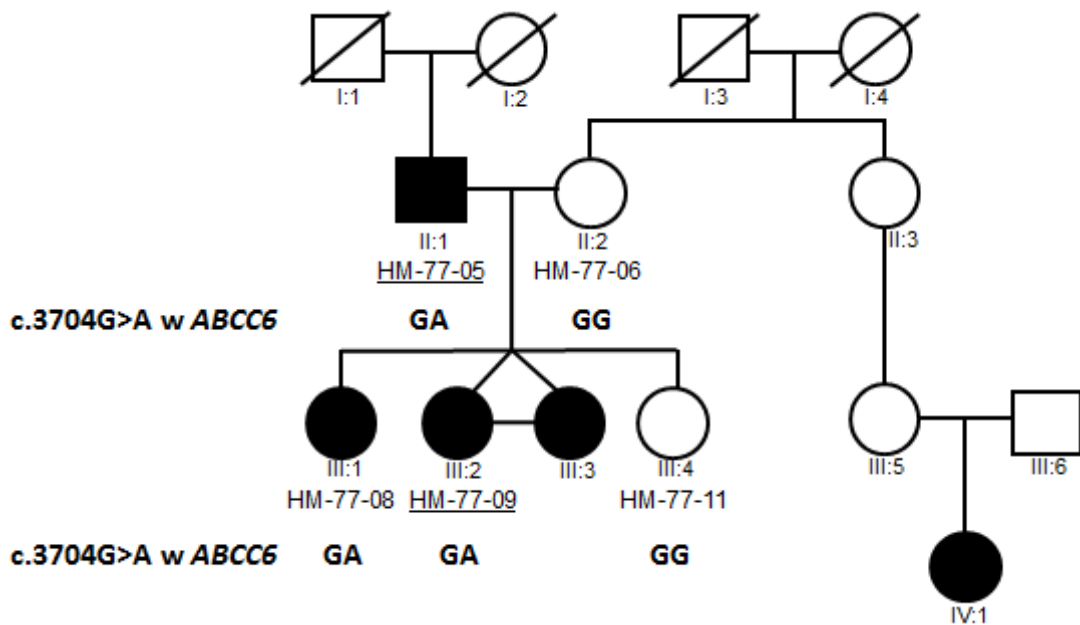 I:1 I:2 I:3 I:4
II:1 II:2 II:3
HM-77-05 HM-77-06
c.3704G>A w ABCC6 GA GG
III:1 III:2 III:3 III:4 III:5 III:6
HM-77-08 HM-77-09 HM-77-11
c.3704G>A w ABCC6 GA GA GG
IV:1